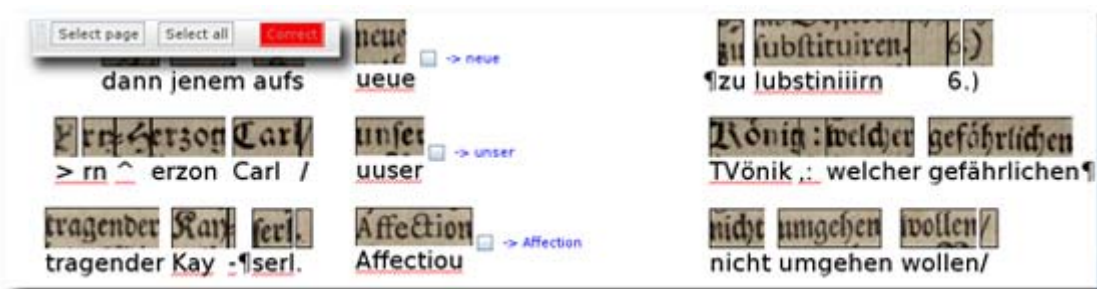 Select page Select all Correct
neue -> neue zu ſubſtituiren. 6.)
dann jenem aufs ueue ¶zu lubstiniiirn 6.)
Hrn= Herzog Carl/ unſer -> unser König: welcher gefährlichen
> rn ^ erzon Carl / uuser TVönik ,: welcher gefährlichen¶
tragender Kay= ſerl. Affection -> Affection nicht umgehen wollen/
tragender Kay -¶serl. Affectiou nicht umgehen wollen/